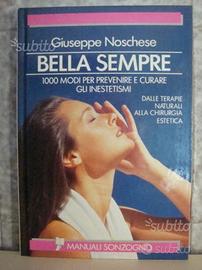 Giuseppe Noschese
BELLA SEMPRE
1000 MODI PER PREVENIRE E CURARE
GLI INESTETISMI
DALLE TERAPIE
NATURALI
ALLA CHIRURGIA
ESTETICA
MANUALI SONZOGNO
subito
subito
subito
subito